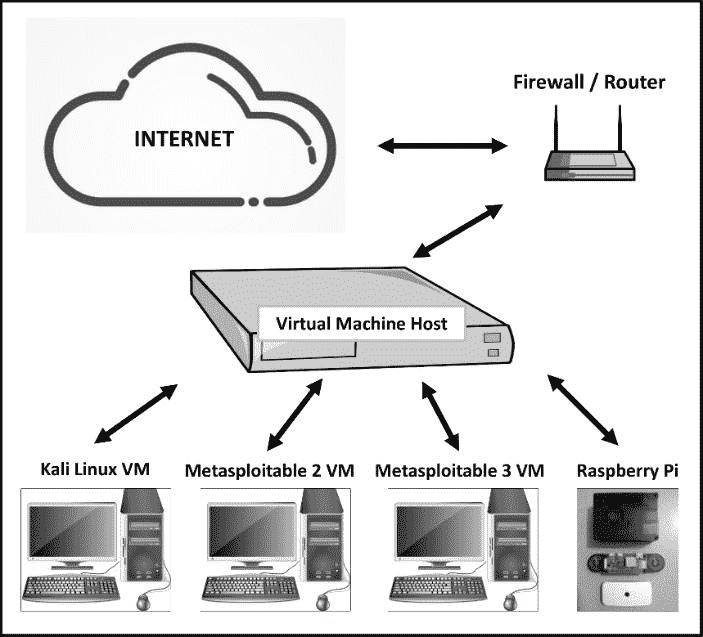 INTERNET
Firewall / Router
Virtual Machine Host
Kali Linux VM
Metasploitable 2 VM
Metasploitable 3 VM
Raspberry Pi